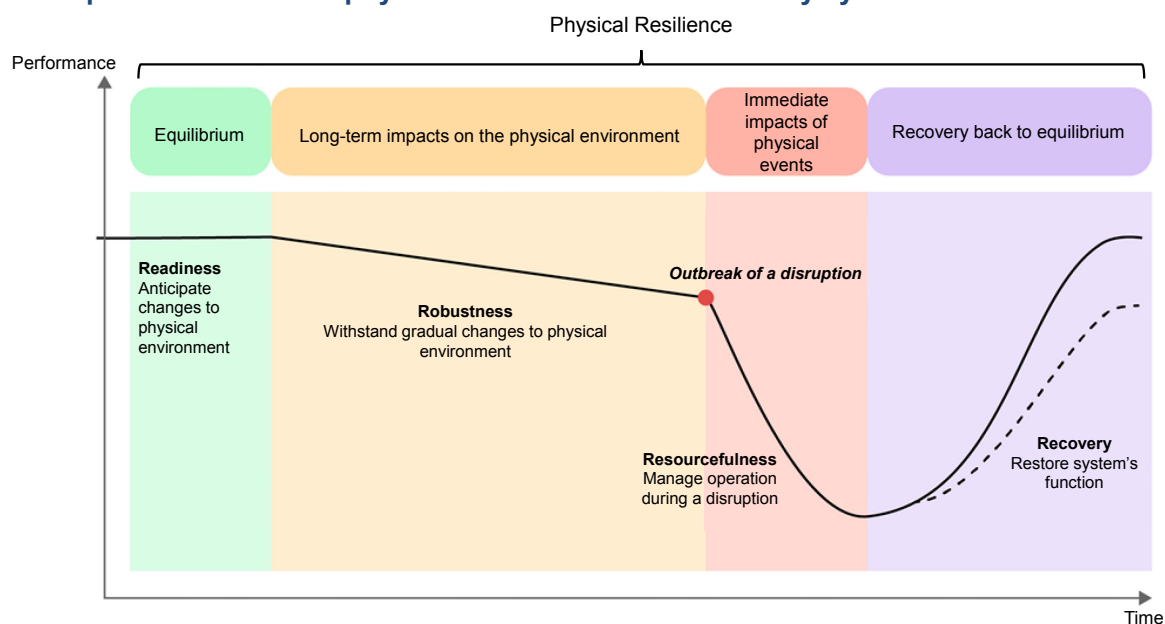 Physical Resilience
Performance
Equilibrium
Long-term impacts on the physical environment
Immediate
impacts of
physical
events
Recovery back to equilibrium
Readiness
Anticipate
changes to
physical
environment
Robustness
Withstand gradual changes to physical
environment
Outbreak of a disruption
Resourcefulness
Manage operation
during a disruption
Recovery
Restore system's
function
Time